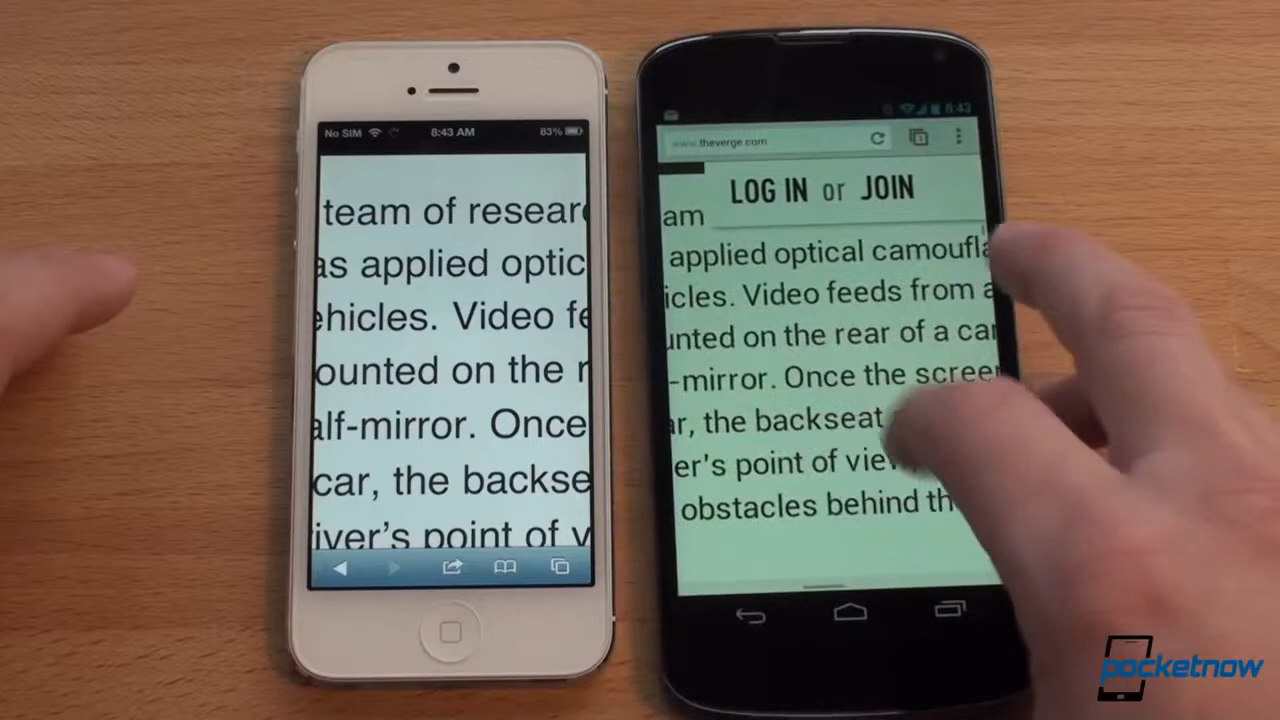 No SIM 8:43 AM 83%
team of resear
as applied optic
ehicles. Video fe
ounted on the r
alf-mirror. Once
car, the backse
iver's point of v
8:43
www.theverge.com
LOG IN or JOIN
am
applied optical camoufla
icles. Video feeds from a
unted on the rear of a car
-mirror. Once the screen
ar, the backseat
er's point of view
obstacles behind th
pocketnow